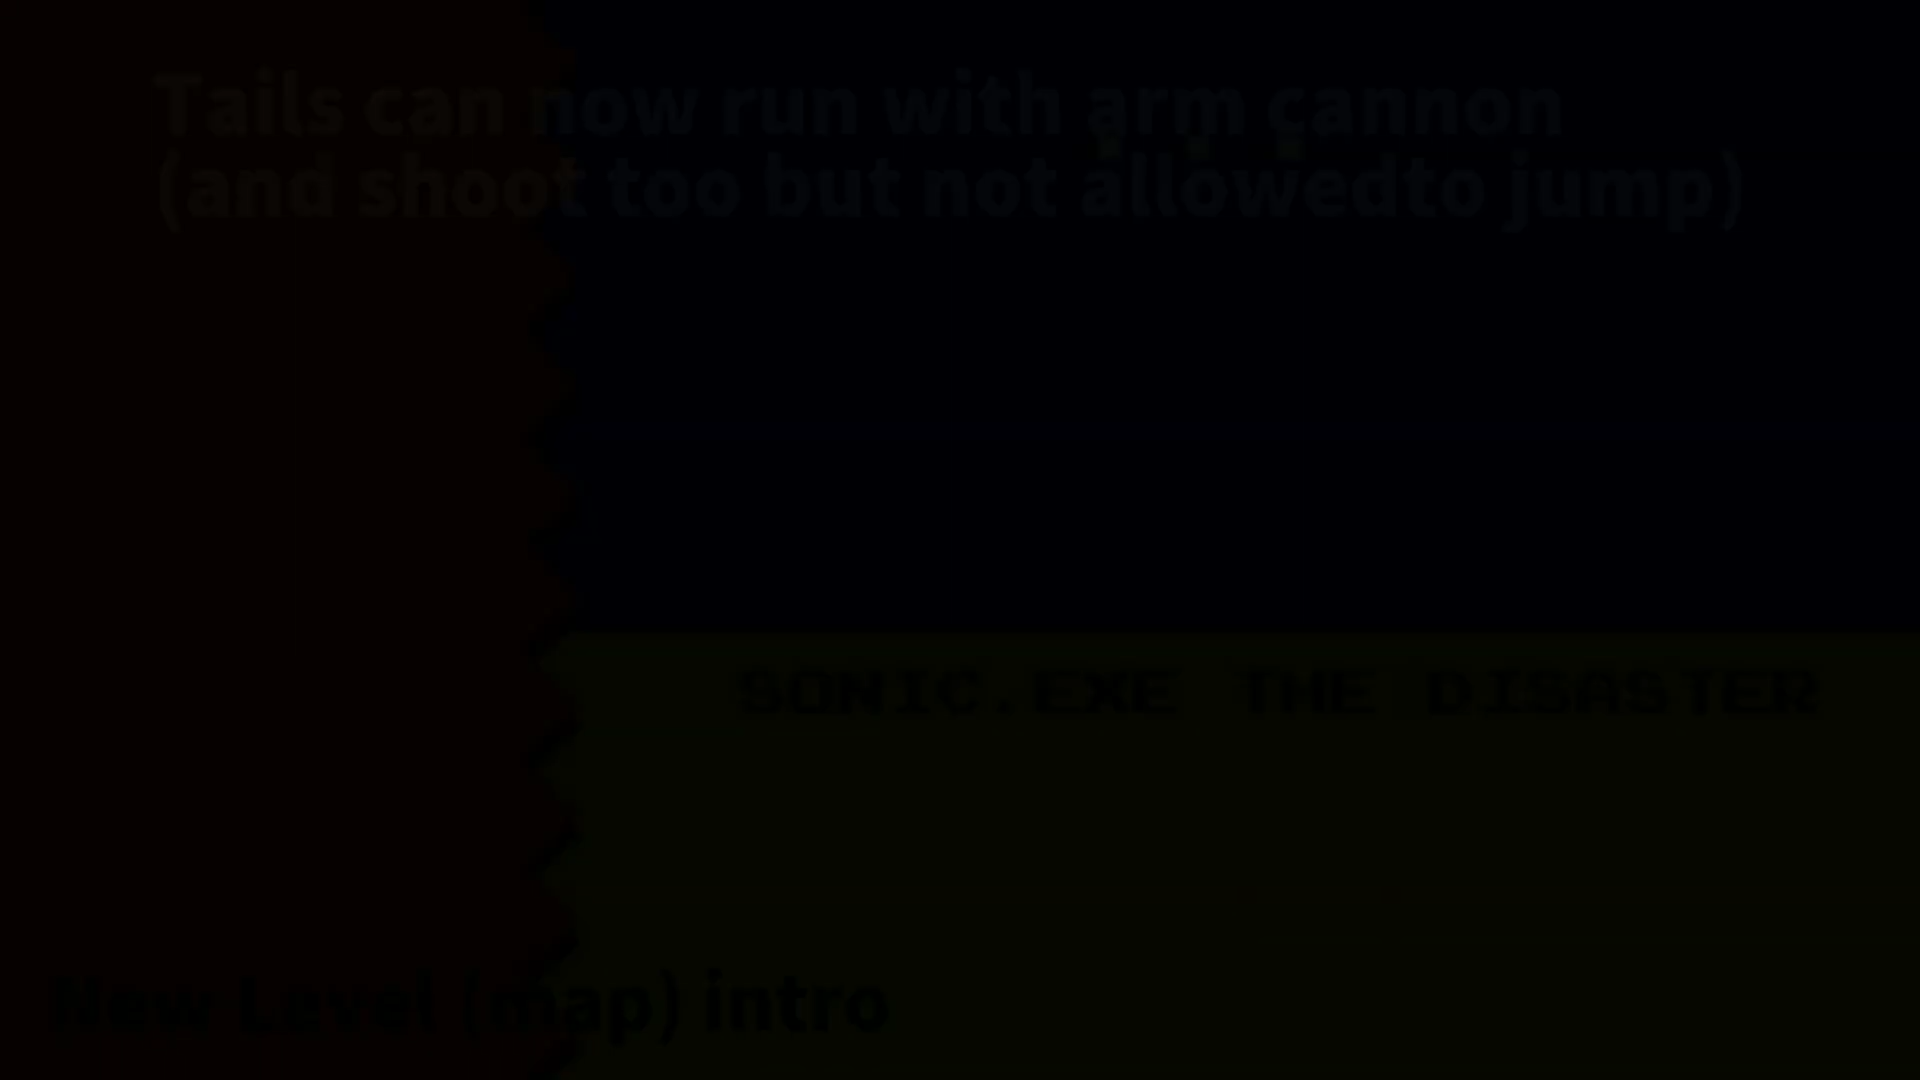 Tails can now run with arm cannon
(and shoot too but not allowedto jump)
SONIC.EXE THE DISASTER
New Level (map) intro